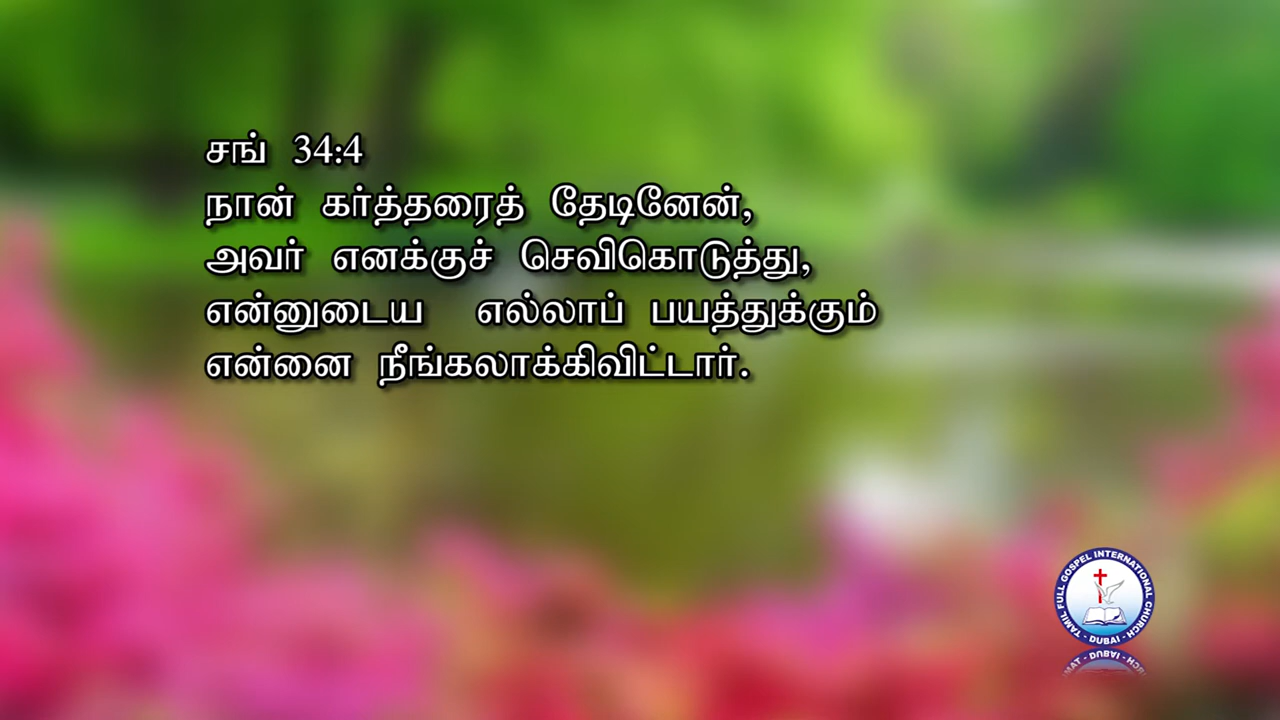 சங் 34:4
நான் கர்த்தரைத் தேடினேன்,
அவர் எனக்குச் செவிகொடுத்து,
என்னுடைய எல்லாப் பயத்துக்கும்
என்னை நீங்கலாக்கிவிட்டார்.
TAMIL FULL GOSPEL INTERNATIONAL CHURCH
- DUBAI -